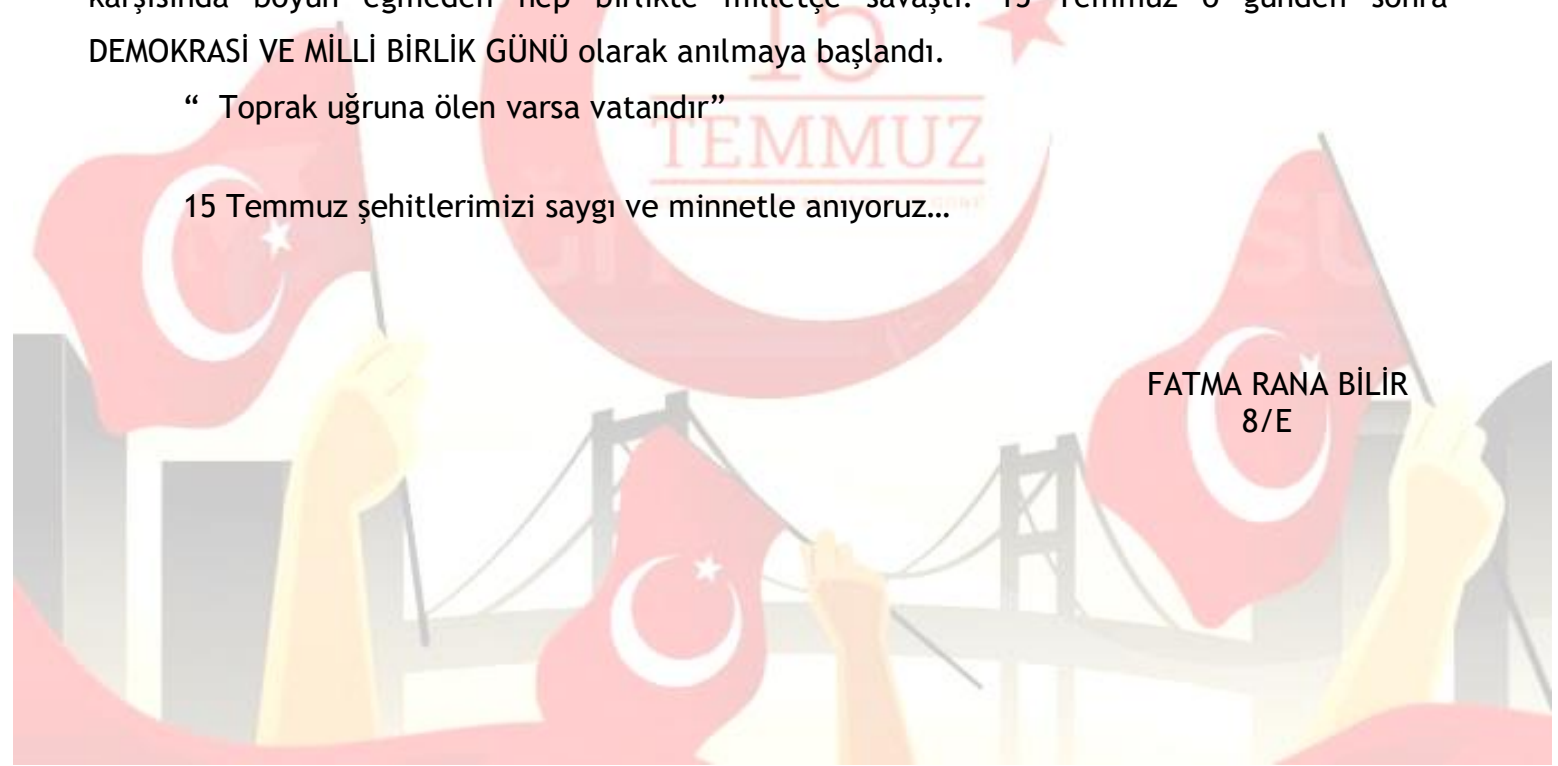 karşısında boyun eğmeden hep birlikte milletçe savaştı. 15 Temmuz o günden sonra
DEMOKRASİ VE MİLLİ BİRLİK GÜNÜ olarak anılmaya başlandı.
“ Toprak uğruna ölen varsa vatandır”
15
TEMMUZ
15 Temmuz şehitlerimizi saygı ve minnetle anıyoruz…
FATMA RANA BİLİR
8/E